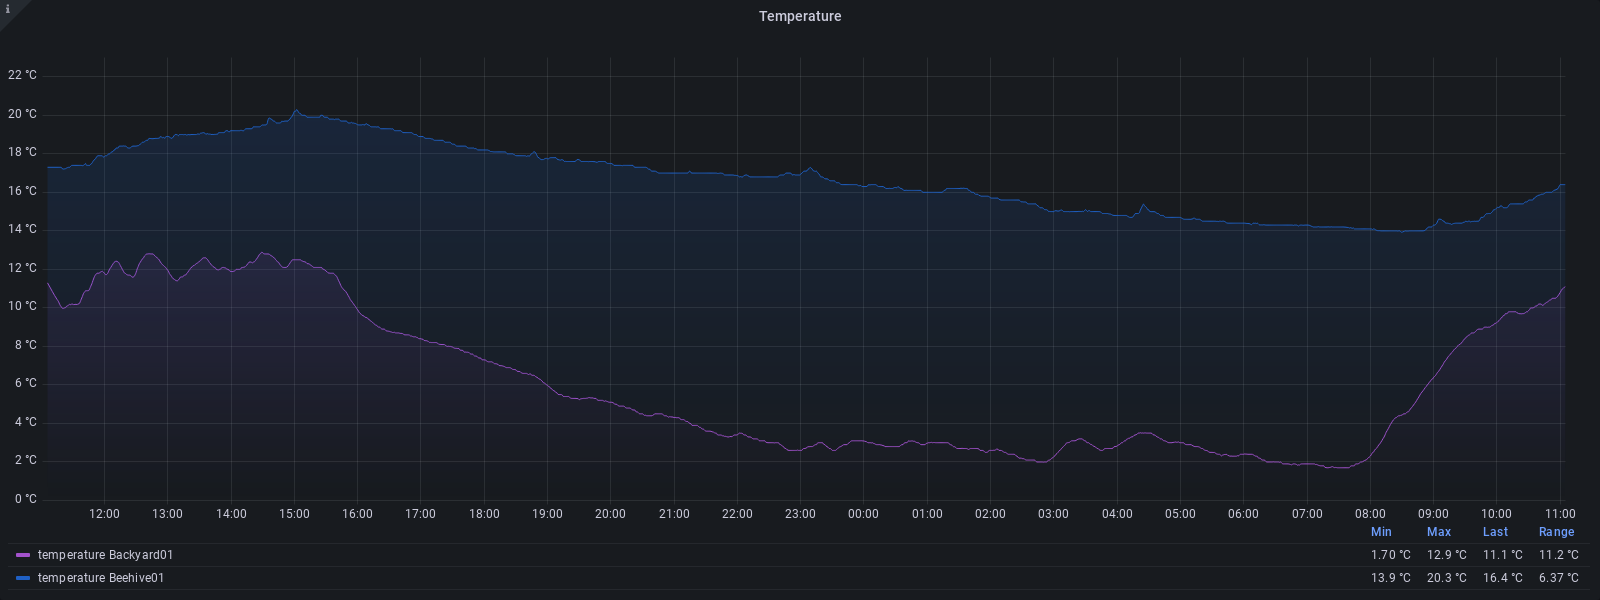 i
Temperature
22 °C
20 °C
18 °C
16 °C
14 °C
12 °C
10 °C
8 °C
6 °C
4 °C
2 °C
0 °C
12:00 13:00 14:00 15:00 16:00 17:00 18:00 19:00 20:00 21:00 22:00 23:00 00:00 01:00 02:00 03:00 04:00 05:00 06:00 07:00 08:00 09:00 10:00 11:00
Min Max Last Range
temperature Backyard01 1.70 °C 12.9 °C 11.1 °C 11.2 °C
temperature Beehive01 13.9 °C 20.3 °C 16.4 °C 6.37 °C